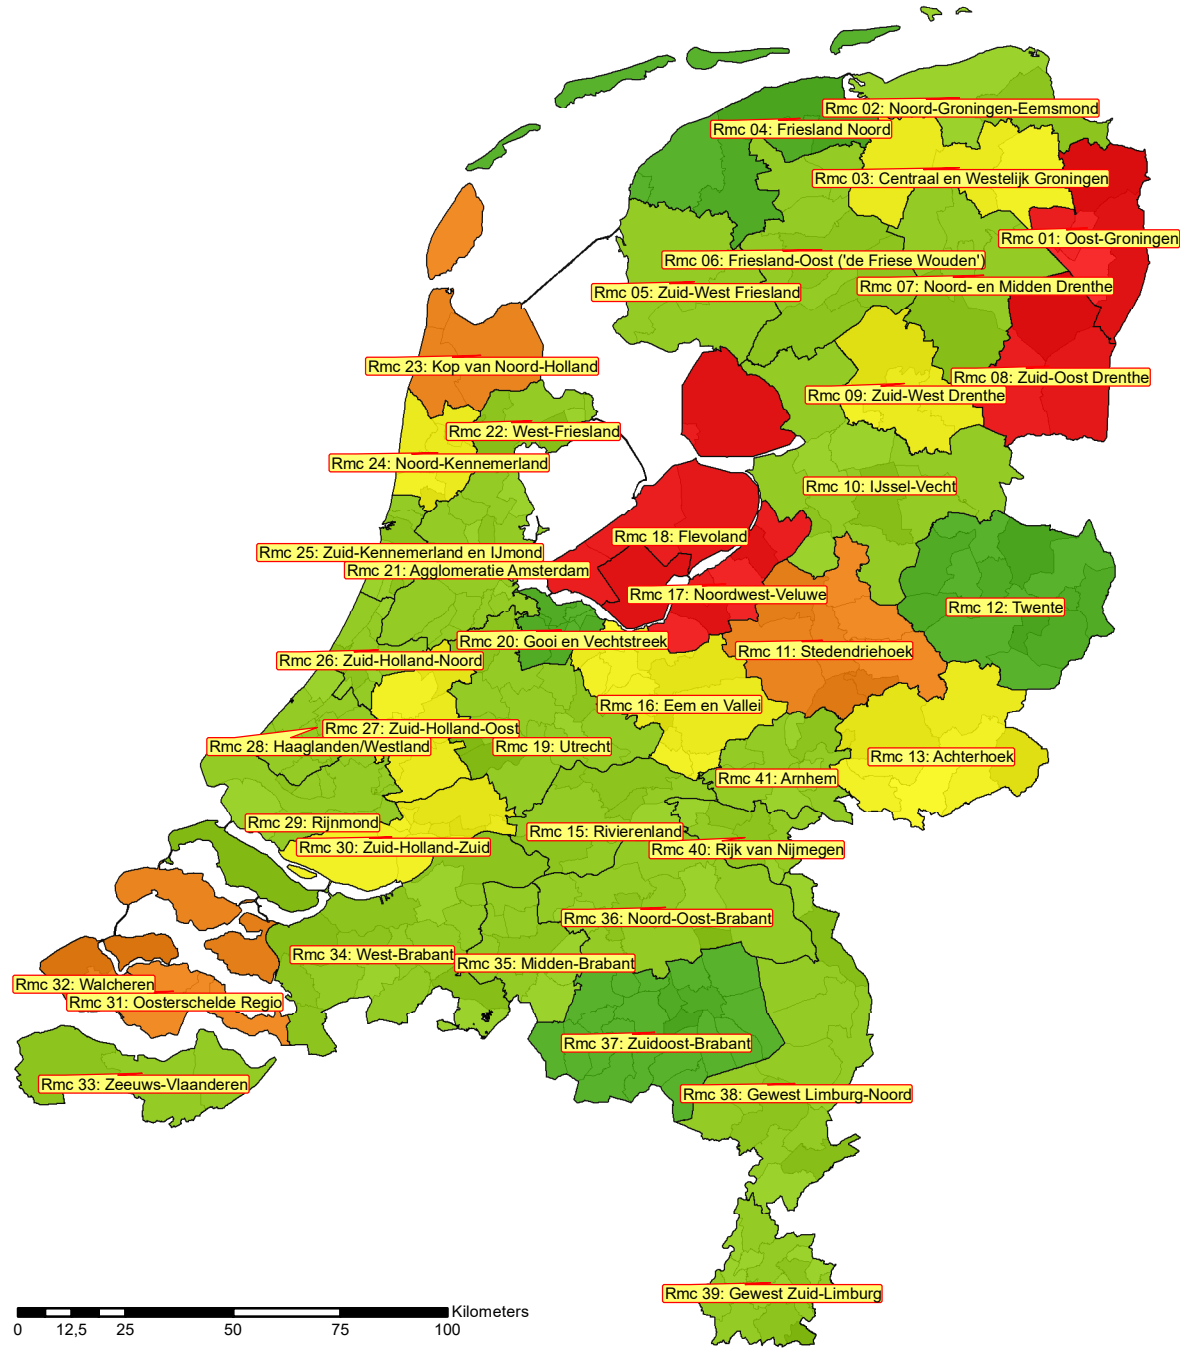 Rmc 02: Noord-Groningen-Eemsmond
Rmc 04: Friesland Noord
Rmc 03: Centraal en Westelijk Groningen
Rmc 01: Oost-Groningen
Rmc 06: Friesland-Oost ('de Friese Wouden')
Rmc 07: Noord- en Midden Drenthe
Rmc 05: Zuid-West Friesland
Rmc 23: Kop van Noord-Holland
Rmc 08: Zuid-Oost Drenthe
Rmc 09: Zuid-West Drenthe
Rmc 22: West-Friesland
Rmc 24: Noord-Kennemerland
Rmc 10: IJssel-Vecht
Rmc 18: Flevoland
Rmc 25: Zuid-Kennemerland en IJmond
Rmc 21: Agglomeratie Amsterdam
Rmc 17: Noordwest-Veluwe
Rmc 12: Twente
Rmc 20: Gooi en Vechtstreek
Rmc 11: Stedendriehoek
Rmc 26: Zuid-Holland-Noord
Rmc 16: Eem en Vallei
Rmc 27: Zuid-Holland-Oost
Rmc 28: Haaglanden/Westland
Rmc 19: Utrecht
Rmc 13: Achterhoek
Rmc 41: Arnhem
Rmc 29: Rijnmond
Rmc 15: Rivierenland
Rmc 30: Zuid-Holland-Zuid
Rmc 40: Rijk van Nijmegen
Rmc 36: Noord-Oost-Brabant
Rmc 34: West-Brabant
Rmc 35: Midden-Brabant
Rmc 32: Walcheren
Rmc 31: Oosterschelde Regio
Rmc 37: Zuidoost-Brabant
Rmc 33: Zeeuws-Vlaanderen
Rmc 38: Gewest Limburg-Noord
Rmc 39: Gewest Zuid-Limburg
Kilometers
0 12,5 25 50 75 100